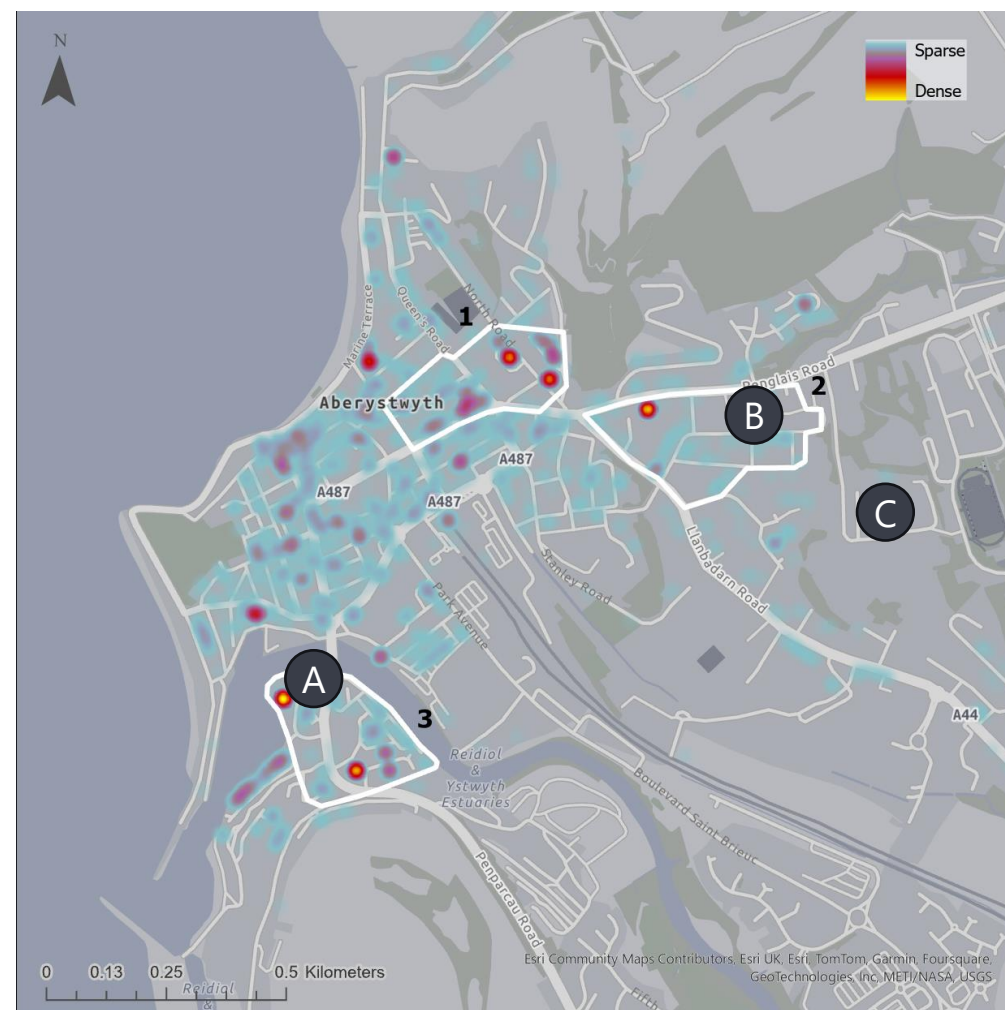 N
Sparse
Dense
Marine Terrace
Queen's Road
North Road
1
Aberystwyth
Penglais Road
2
B
A487
A487
A487
C
Stanley Road
Llanbadarn Road
Park Avenue
A
3
A44
Reidiol
&
Ystwyth
Estuaries
Boulevard Saint Brieuc
Penparcau Road
Esri Community Maps Contributors, Esri UK, Esri, TomTom, Garmin, Foursquare,
GeoTechnologies, Inc, METI/NASA, USGS
0 0.13 0.25 0.5 Kilometers
Reidiol
&
Fifth